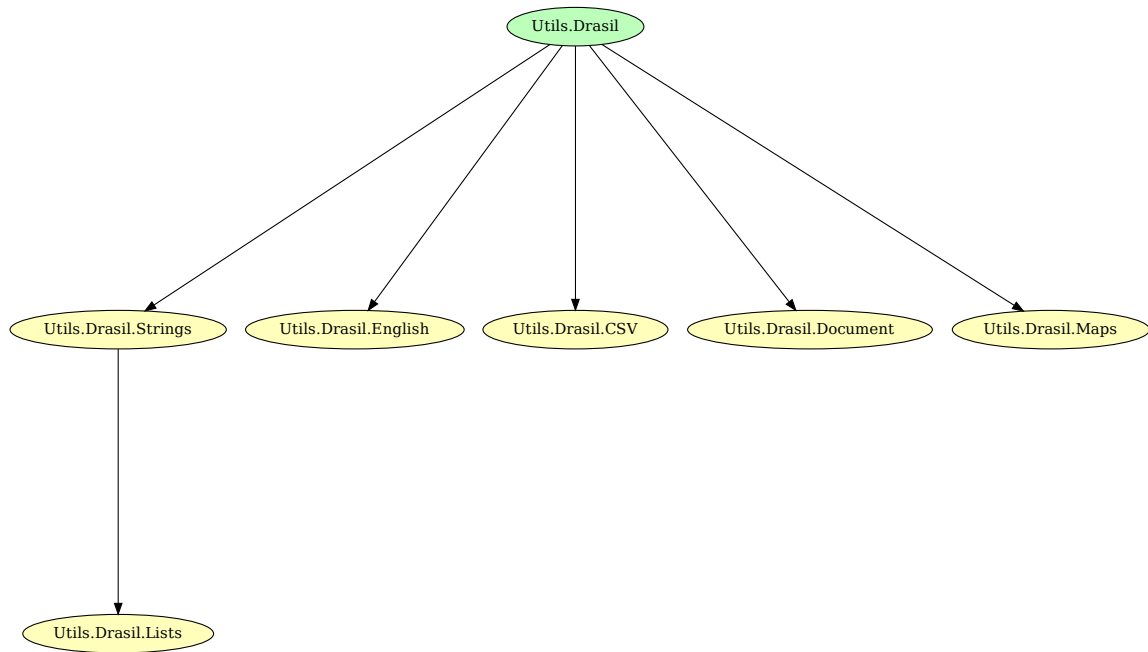 Utils.Drasil
Utils.Drasil.Strings
Utils.Drasil.English
Utils.Drasil.CSV
Utils.Drasil.Document
Utils.Drasil.Maps
Utils.Drasil.Lists